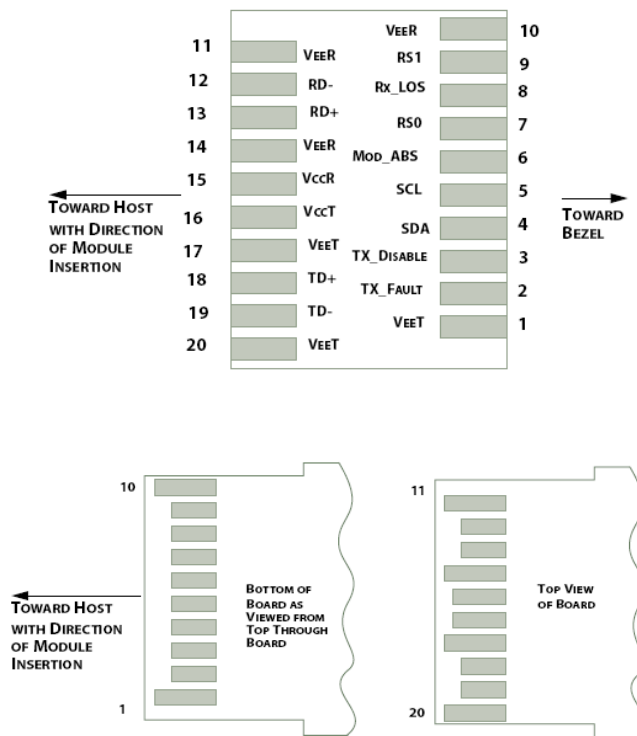 VEER 10
11 VEER RS1 9
12 RD- RX_LOS 8
13 RD+ RS0 7
14 VEER MOD_ABS 6
15 VCCR SCL 5
16 VCCT SDA 4
17 VEET TX_DISABLE 3
18 TD+ TX_FAULT 2
19 TD- VEET 1
20 VEET
TOWARD HOST
WITH DIRECTION
OF MODULE
INSERTION
TOWARD
BEZEL
10
1
TOWARD HOST
WITH DIRECTION
OF MODULE
INSERTION
BOTTOM OF
BOARD AS
VIEWED FROM
TOP THROUGH
BOARD
11
20
TOP VIEW
OF BOARD